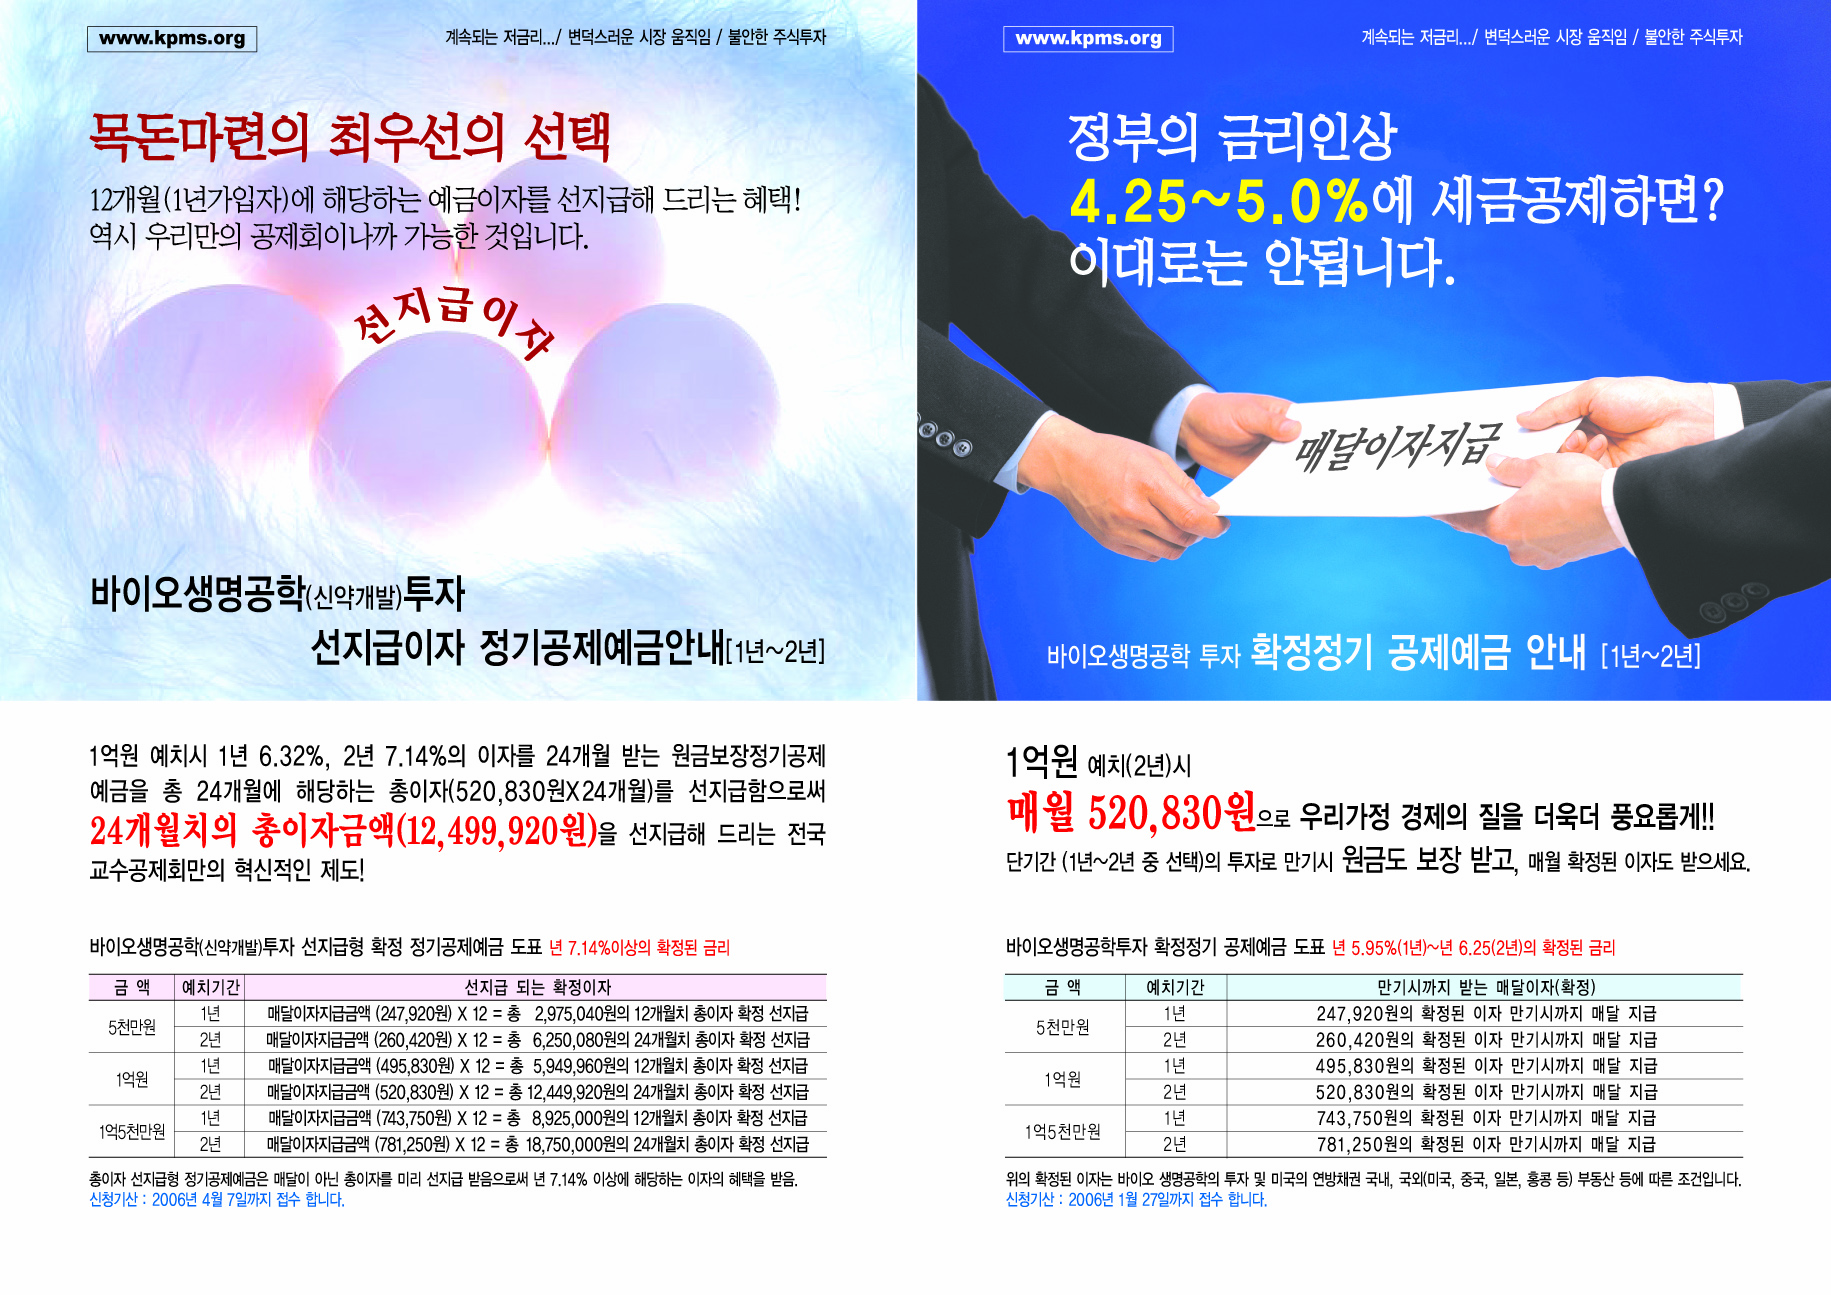 www.kpms.org
계속되는 저금리.../ 변덕스러운 시장 움직임 / 불안한 주식투자
목돈마련의 최우선의 선택
12개월(1년가입자)에 해당하는 예금이자를 선지급해 드리는 혜택!
역시 우리만의 공제회이나까 가능한 것입니다.
선지급이자
바이오생명공학(신약개발)투자
선지급이자 정기공제예금안내[1년~2년]
1억원 예치시 1년 6.32%, 2년 7.14%의 이자를 24개월 받는 원금보장정기공제
예금을 총 24개월에 해당하는 총이자(520,830원X24개월)를 선지급함으로써
24개월치의 총이자금액(12,499,920원)을 선지급해 드리는 전국
교수공제회만의 혁신적인 제도!
바이오생명공학(신약개발)투자 선지급형 확정 정기공제예금 도표 년 7.14%이상의 확정된 금리
금 액 예치기간 선지급 되는 확정이자
5천만원 1년 매달이자지급금액 (247,920원) X 12 = 총 2,975,040원의 12개월치 총이자 확정 선지급
2년 매달이자지급금액 (260,420원) X 12 = 총 6,250,080원의 24개월치 총이자 확정 선지급
1억원 1년 매달이자지급금액 (495,830원) X 12 = 총 5,949,960원의 12개월치 총이자 확정 선지급
2년 매달이자지급금액 (520,830원) X 12 = 총 12,449,920원의 24개월치 총이자 확정 선지급
1억5천만원 1년 매달이자지급금액 (743,750원) X 12 = 총 8,925,000원의 12개월치 총이자 확정 선지급
2년 매달이자지급금액 (781,250원) X 12 = 총 18,750,000원의 24개월치 총이자 확정 선지급
총이자 선지급형 정기공제예금은 매달이 아닌 총이자를 미리 선지급 받음으로써 년 7.14% 이상에 해당하는 이자의 혜택을 받음.
신청기산 : 2006년 4월 7일까지 접수 합니다.
www.kpms.org
계속되는 저금리.../ 변덕스러운 시장 움직임 / 불안한 주식투자
정부의 금리인상
4.25~5.0%에 세금공제하면?
이대로는 안됩니다.
매달이자지급
바이오생명공학 투자 확정정기 공제예금 안내 [1년~2년]
1억원 예치(2년)시
매월 520,830원으로 우리가정 경제의 질을 더욱더 풍요롭게!!
단기간 (1년~2년 중 선택)의 투자로 만기시 원금도 보장 받고, 매월 확정된 이자도 받으세요.
바이오생명공학투자 확정정기 공제예금 도표 년 5.95%(1년)~년 6.25(2년)의 확정된 금리
금 액 예치기간 만기시까지 받는 매달이자(확정)
5천만원 1년 247,920원의 확정된 이자 만기시까지 매달 지급
2년 260,420원의 확정된 이자 만기시까지 매달 지급
1억원 1년 495,830원의 확정된 이자 만기시까지 매달 지급
2년 520,830원의 확정된 이자 만기시까지 매달 지급
1억5천만원 1년 743,750원의 확정된 이자 만기시까지 매달 지급
2년 781,250원의 확정된 이자 만기시까지 매달 지급
위의 확정된 이자는 바이오 생명공학의 투자 및 미국의 연방채권 국내, 국외(미국, 중국, 일본, 홍콩 등) 부동산 등에 따른 조건입니다.
신청기산 : 2006년 1월 27일까지 접수 합니다.